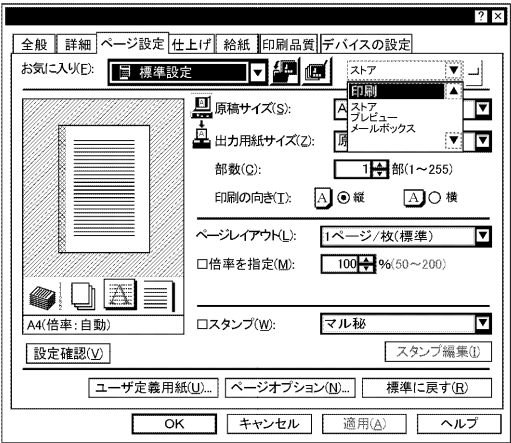 全般 詳細 ページ設定 仕上げ 給紙 印刷品質 デバイスの設定
お気に入り(F): 標準設定 ストア
印刷
ストア
プレビュー
メールボックス
原稿サイズ(S): A
出力用紙サイズ(Z): 原
部数(C): 1 部(1～255)
印刷の向き(T): A 縦 A 横
ページレイアウト(L): 1ページ/枚(標準)
倍率を指定(M): 100 %(50～200)
A4(倍率:自動)
スタンプ(W): マル秘
設定確認(V) スタンプ編集(I)
ユーザ定義用紙(U)... ページオプション(N)... 標準に戻す(R)
OK キャンセル 適用(A) ヘルプ